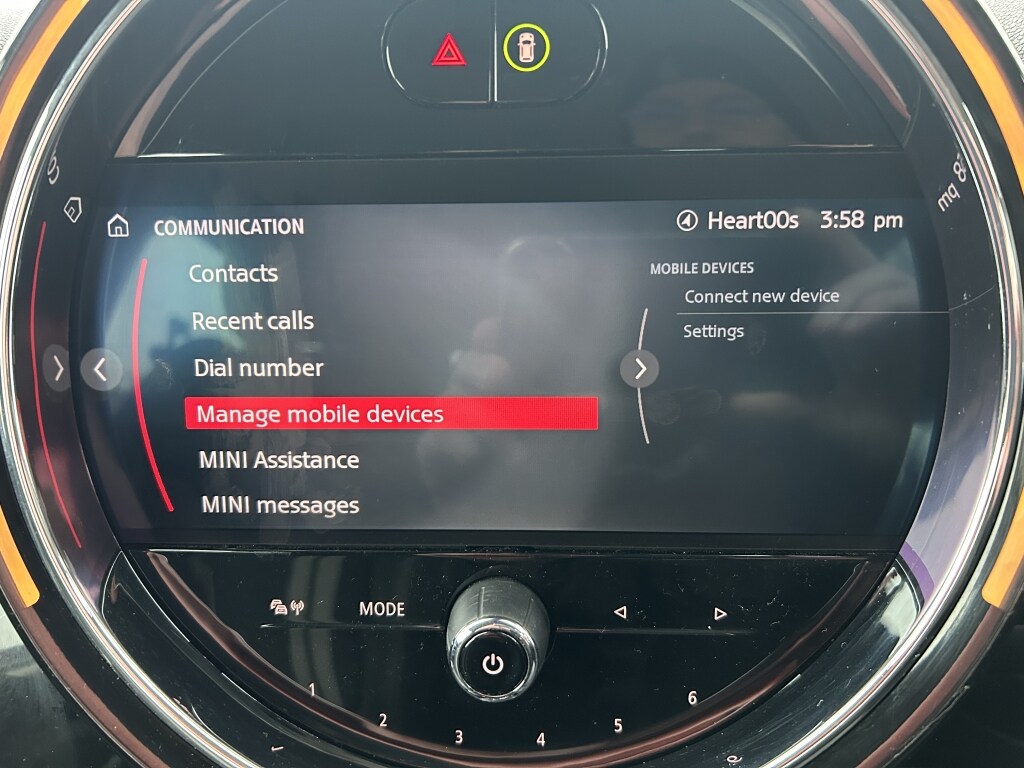 COMMUNICATION
Heart00s 3:58 pm
Contacts
Recent calls
Dial number
Manage mobile devices
MINI Assistance
MINI messages
MOBILE DEVICES
Connect new device
Settings
MODE
1
2
3
4
5
6